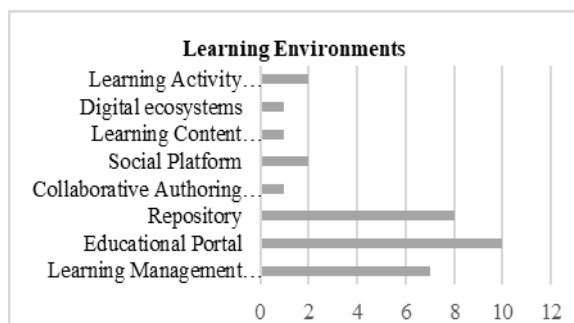 Learning Environments
Learning Activity…
Digital ecosystems
Learning Content…
Social Platform
Collaborative Authoring…
Repository
Educational Portal
Learning Management…
0 2 4 6 8 10 12